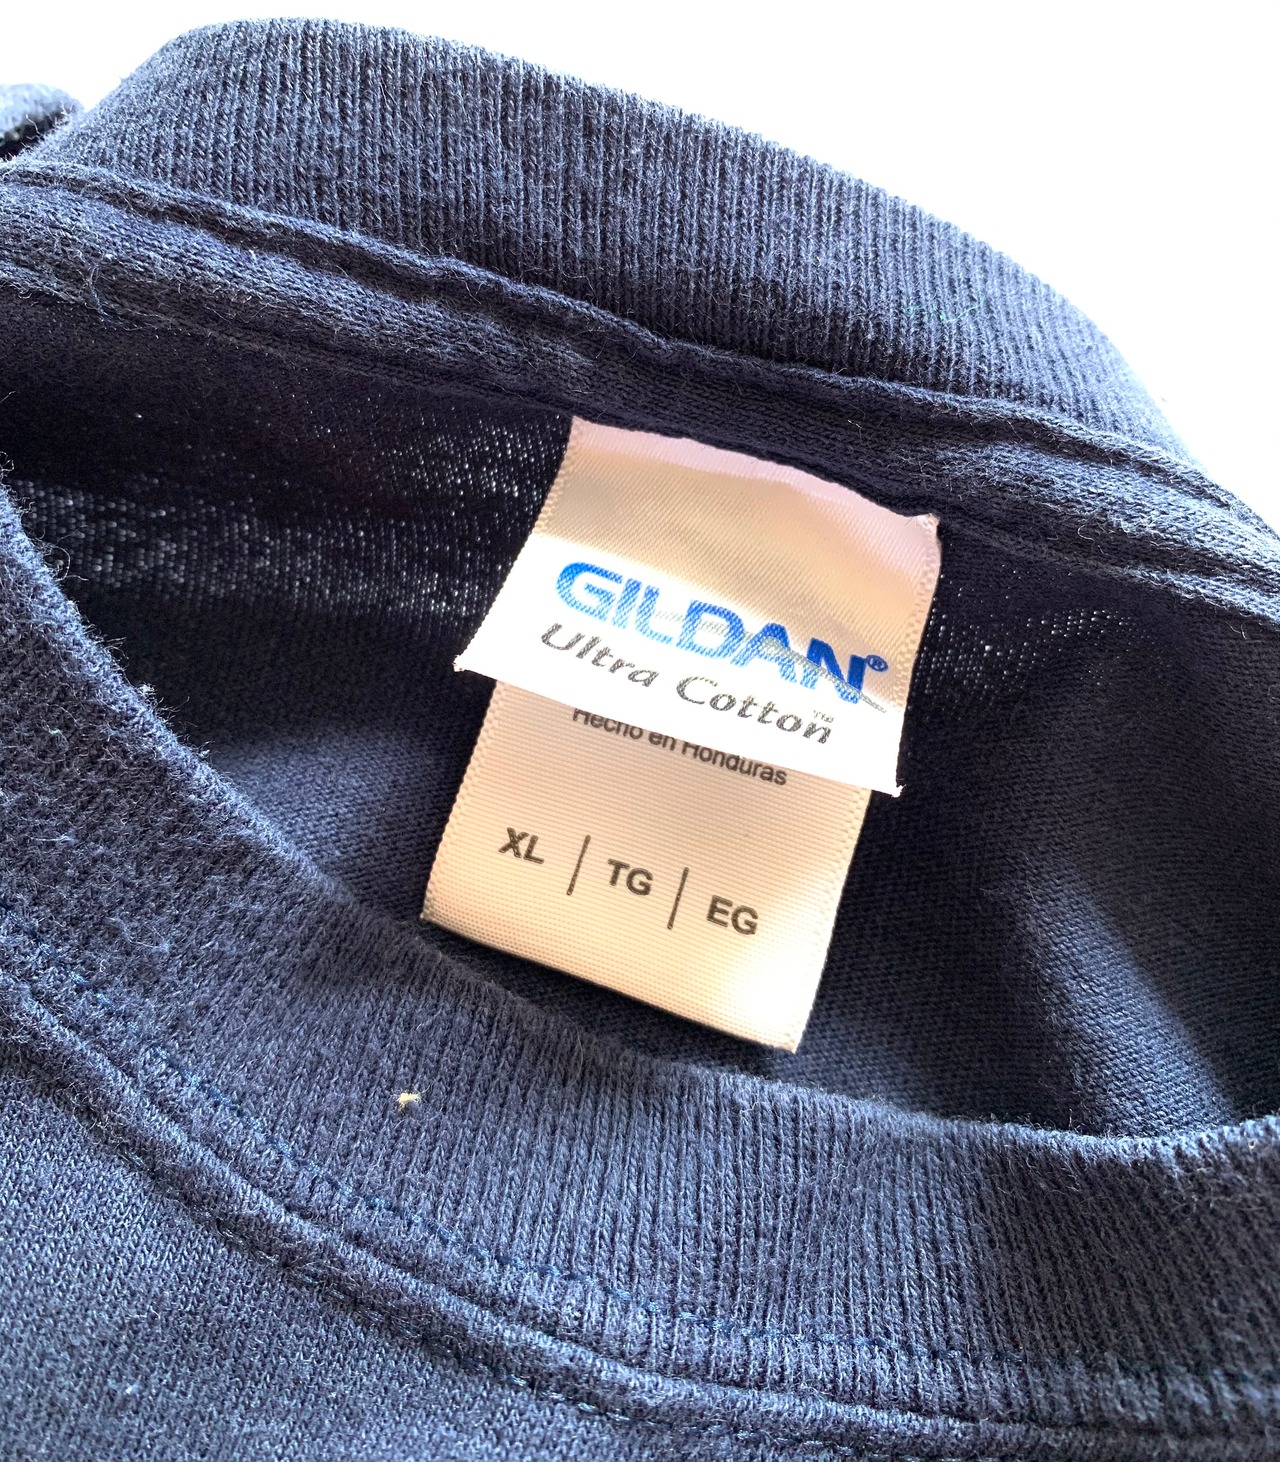 GILDAN®
Ultra Cotton™
Hecho en Honduras
XL | TG | EG